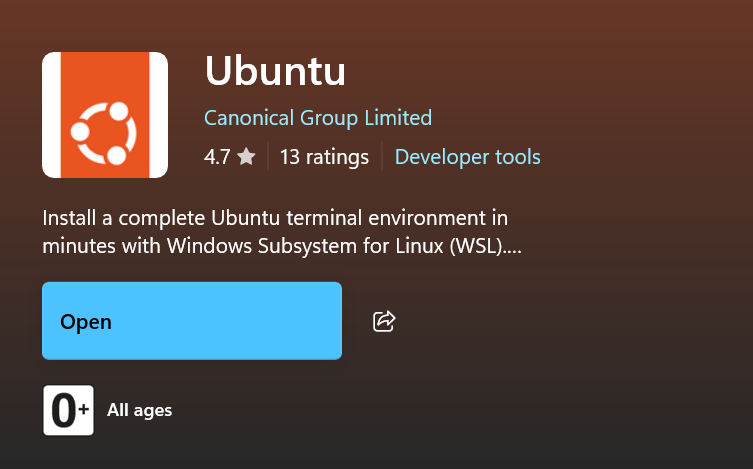 Ubuntu
Canonical Group Limited
4.7 13 ratings Developer tools
Install a complete Ubuntu terminal environment in
minutes with Windows Subsystem for Linux (WSL)....
Open
0+ All ages